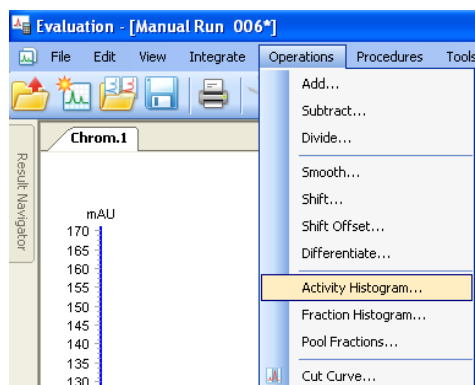 Evaluation - [Manual Run 006*]
File Edit View Integrate Operations Procedures Tools
Add...
Subtract...
Divide...
Smooth...
Shift...
Shift Offset...
Differentiate...
Activity Histogram...
Fraction Histogram...
Pool Fractions...
Cut Curve...
Chrom.1
Result Navigator
mAU
170
165
160
155
150
145
140
135
130